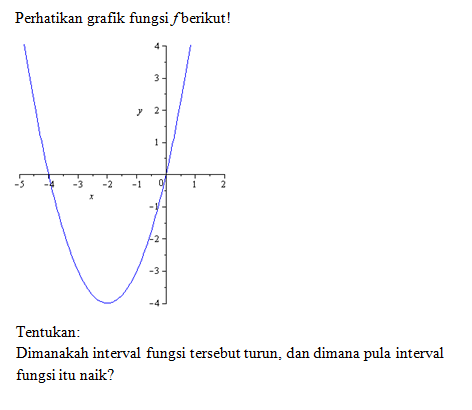 Perhatikan grafik fungsi f berikut!
4
3
y 2
1
-5 -4 -3 -2 -1 0 1 2
x
-1
-2
-3
-4
Tentukan:
Dimanakah interval fungsi tersebut turun, dan dimana pula interval
fungsi itu naik?